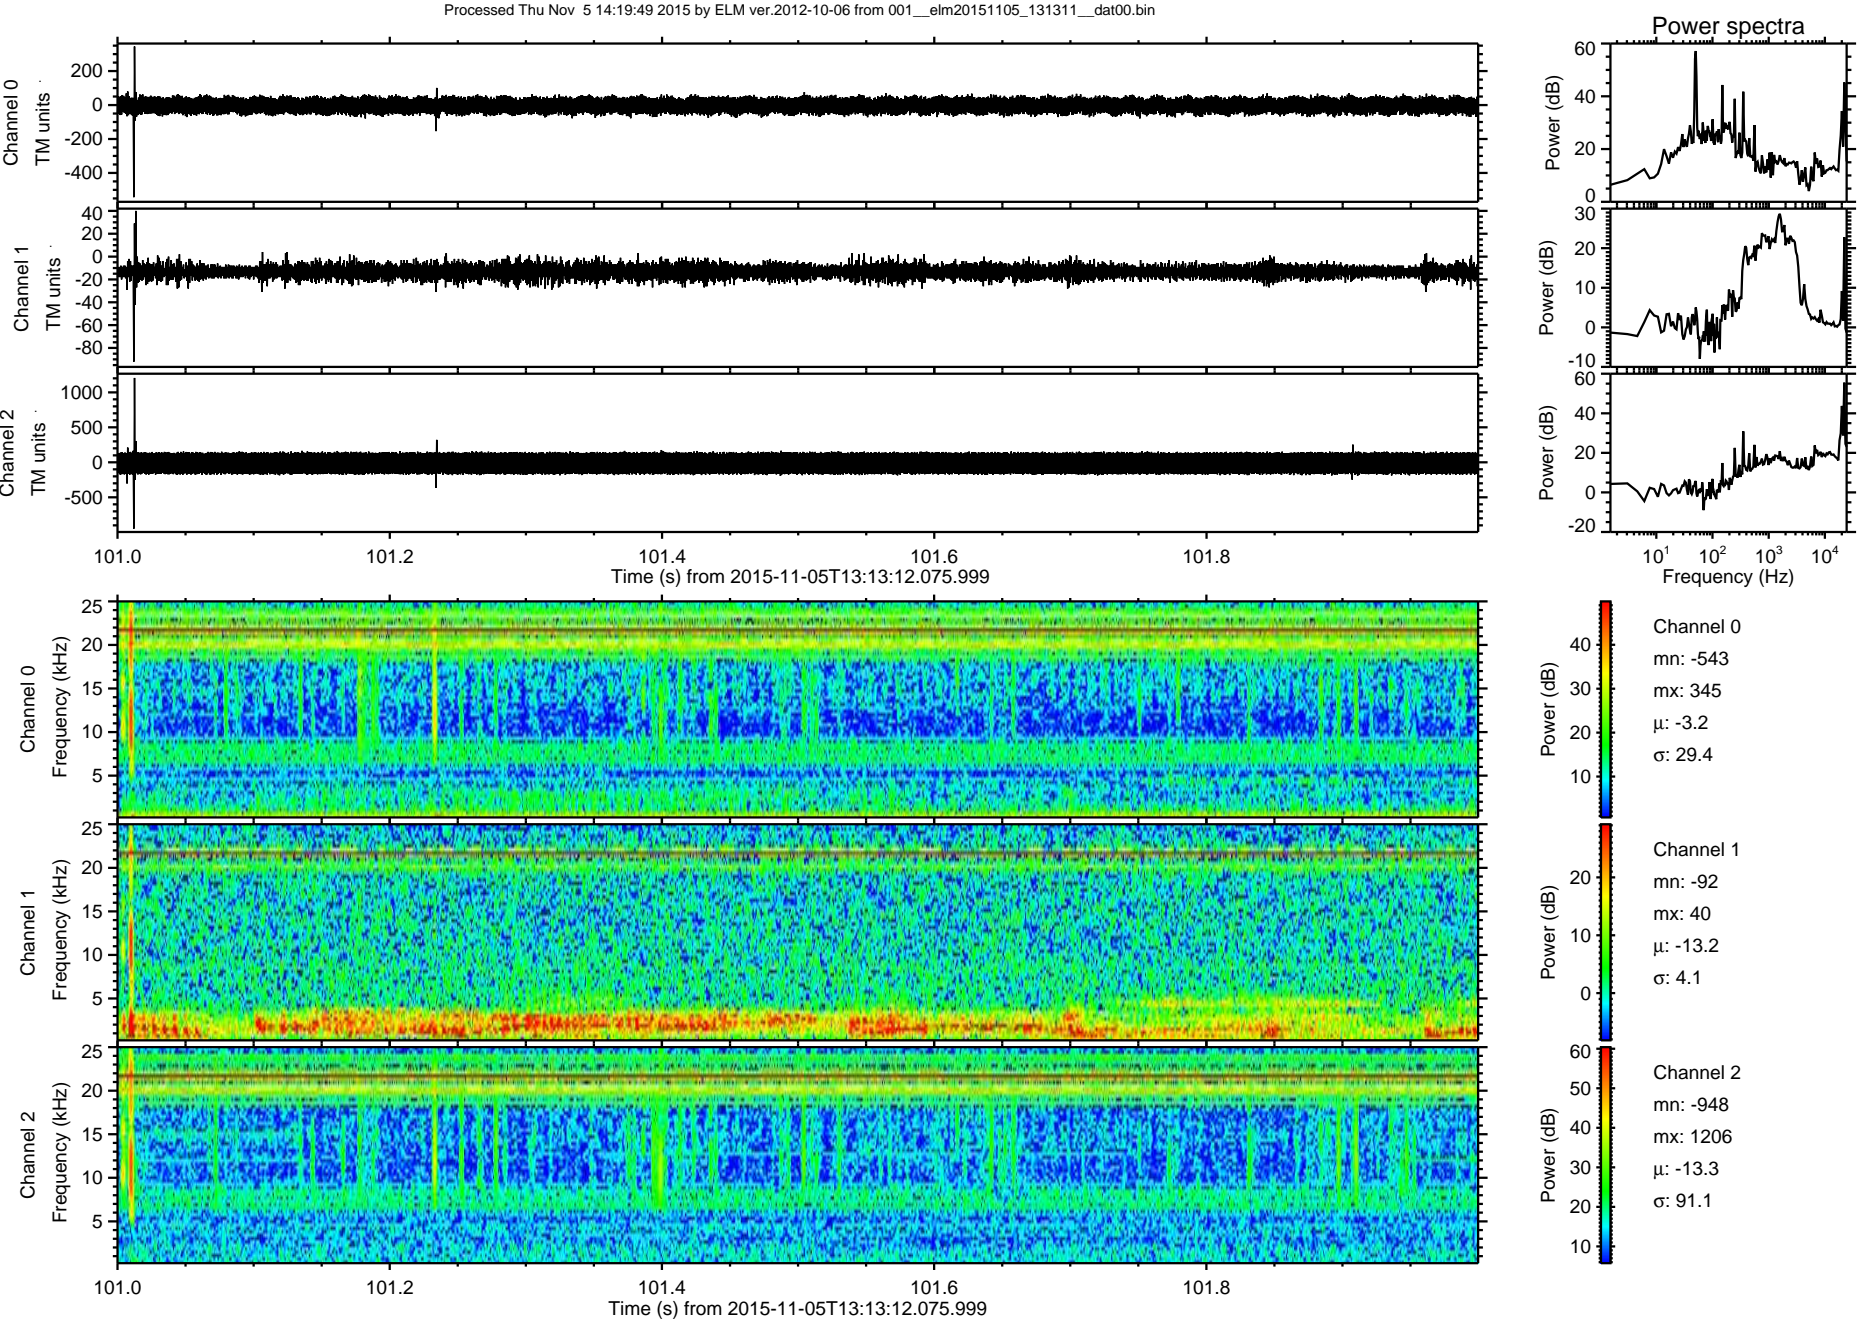 Processed Thu Nov  5 14:19:49 2015 by ELM ver.2012-10-06 from 001__elm20151105_131311__dat00.bin
Power spectra
Channel 0
TM units
200
0
-200
-400
Power (dB)
60
40
20
0
Channel 1
TM units
40
20
0
-20
-40
-60
-80
Power (dB)
30
20
10
0
-10
Channel 2
TM units
1000
500
0
-500
Power (dB)
60
40
20
0
-20
101.0 101.2 101.4 101.6 101.8
Time (s) from 2015-11-05T13:13:12.075.999
10^1 10^2 10^3 10^4
Frequency (Hz)
Channel 0
Frequency (kHz)
25
20
15
10
5
Power (dB)
40
30
20
10
Channel 0
mn: -543
mx: 345
μ: -3.2
σ: 29.4
Channel 1
Frequency (kHz)
25
20
15
10
5
Power (dB)
20
10
0
Channel 1
mn: -92
mx: 40
μ: -13.2
σ: 4.1
Channel 2
Frequency (kHz)
25
20
15
10
5
Power (dB)
60
50
40
30
20
10
Channel 2
mn: -948
mx: 1206
μ: -13.3
σ: 91.1
101.0 101.2 101.4 101.6 101.8
Time (s) from 2015-11-05T13:13:12.075.999